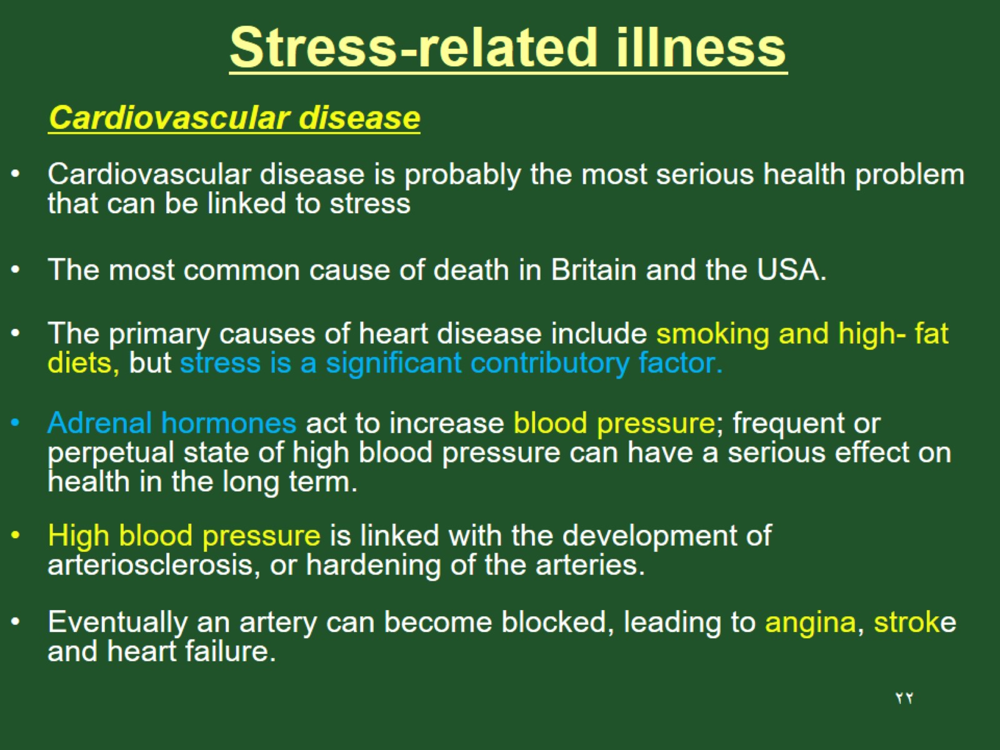 Stress-related illness
Cardiovascular disease
• Cardiovascular disease is probably the most serious health problem
that can be linked to stress
• The most common cause of death in Britain and the USA.
• The primary causes of heart disease include smoking and high- fat
diets, but stress is a significant contributory factor.
• Adrenal hormones act to increase blood pressure; frequent or
perpetual state of high blood pressure can have a serious effect on
health in the long term.
• High blood pressure is linked with the development of
arteriosclerosis, or hardening of the arteries.
• Eventually an artery can become blocked, leading to angina, stroke
and heart failure.
٢٢